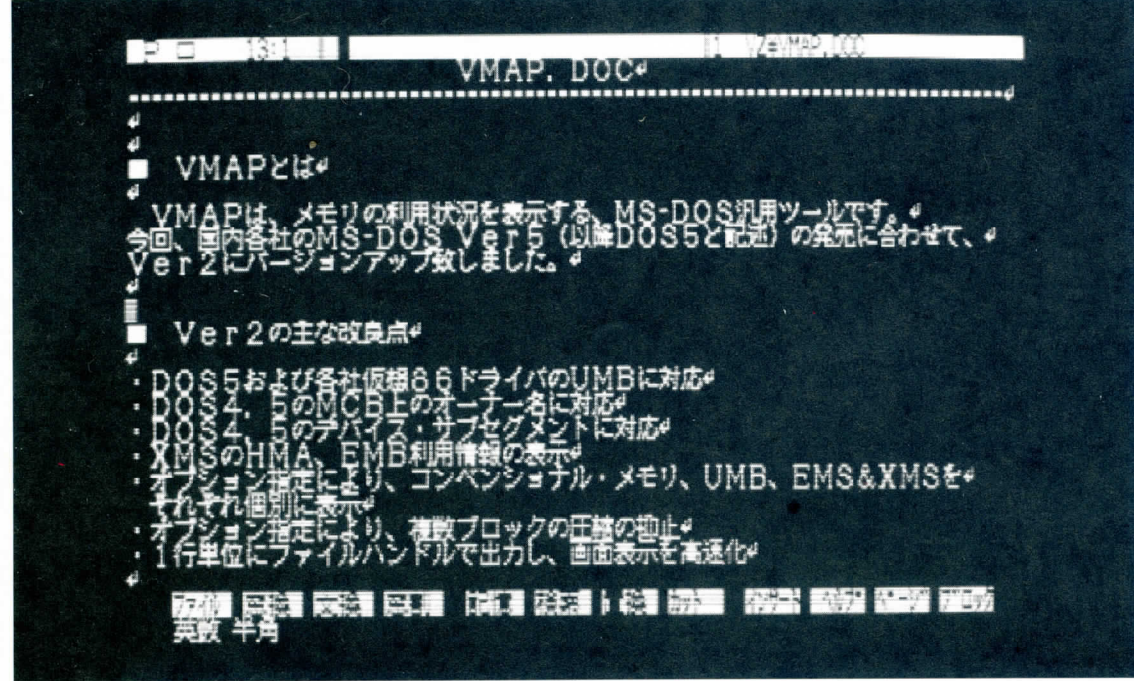 13:1
VZ:VMAP.DOC
VMAP. DOC↲
↲
↲
■ VMAPとは↲
↲
VMAPは、メモリの利用状況を表示する、MS-DOS汎用ツールです。↲
今回、国内各社のMS-DOS Ver5（以降DOS5と記述）の発売に合わせて、↲
Ver2にバージョンアップ致しました。↲
↲
■ Ver2の主な改良点↲
↲
・DOS5および各社仮想86ドライバのUMBに対応↲
・DOS4. 5のMCB上のオーナー名に対応↲
・DOS4. 5のデバイス・サブセグメントに対応↲
・XMSのHMA、EMB利用情報の表示↲
・オプション指定により、コンベンショナル・メモリ、UMB、EMS&XMSを↲
それぞれ個別に表示↲
・オプション指定により、複数ブロックの圧縮の抑止↲
・1行単位にファイルハンドルで出力し、画面表示を高速化↲
↲
英数 半角